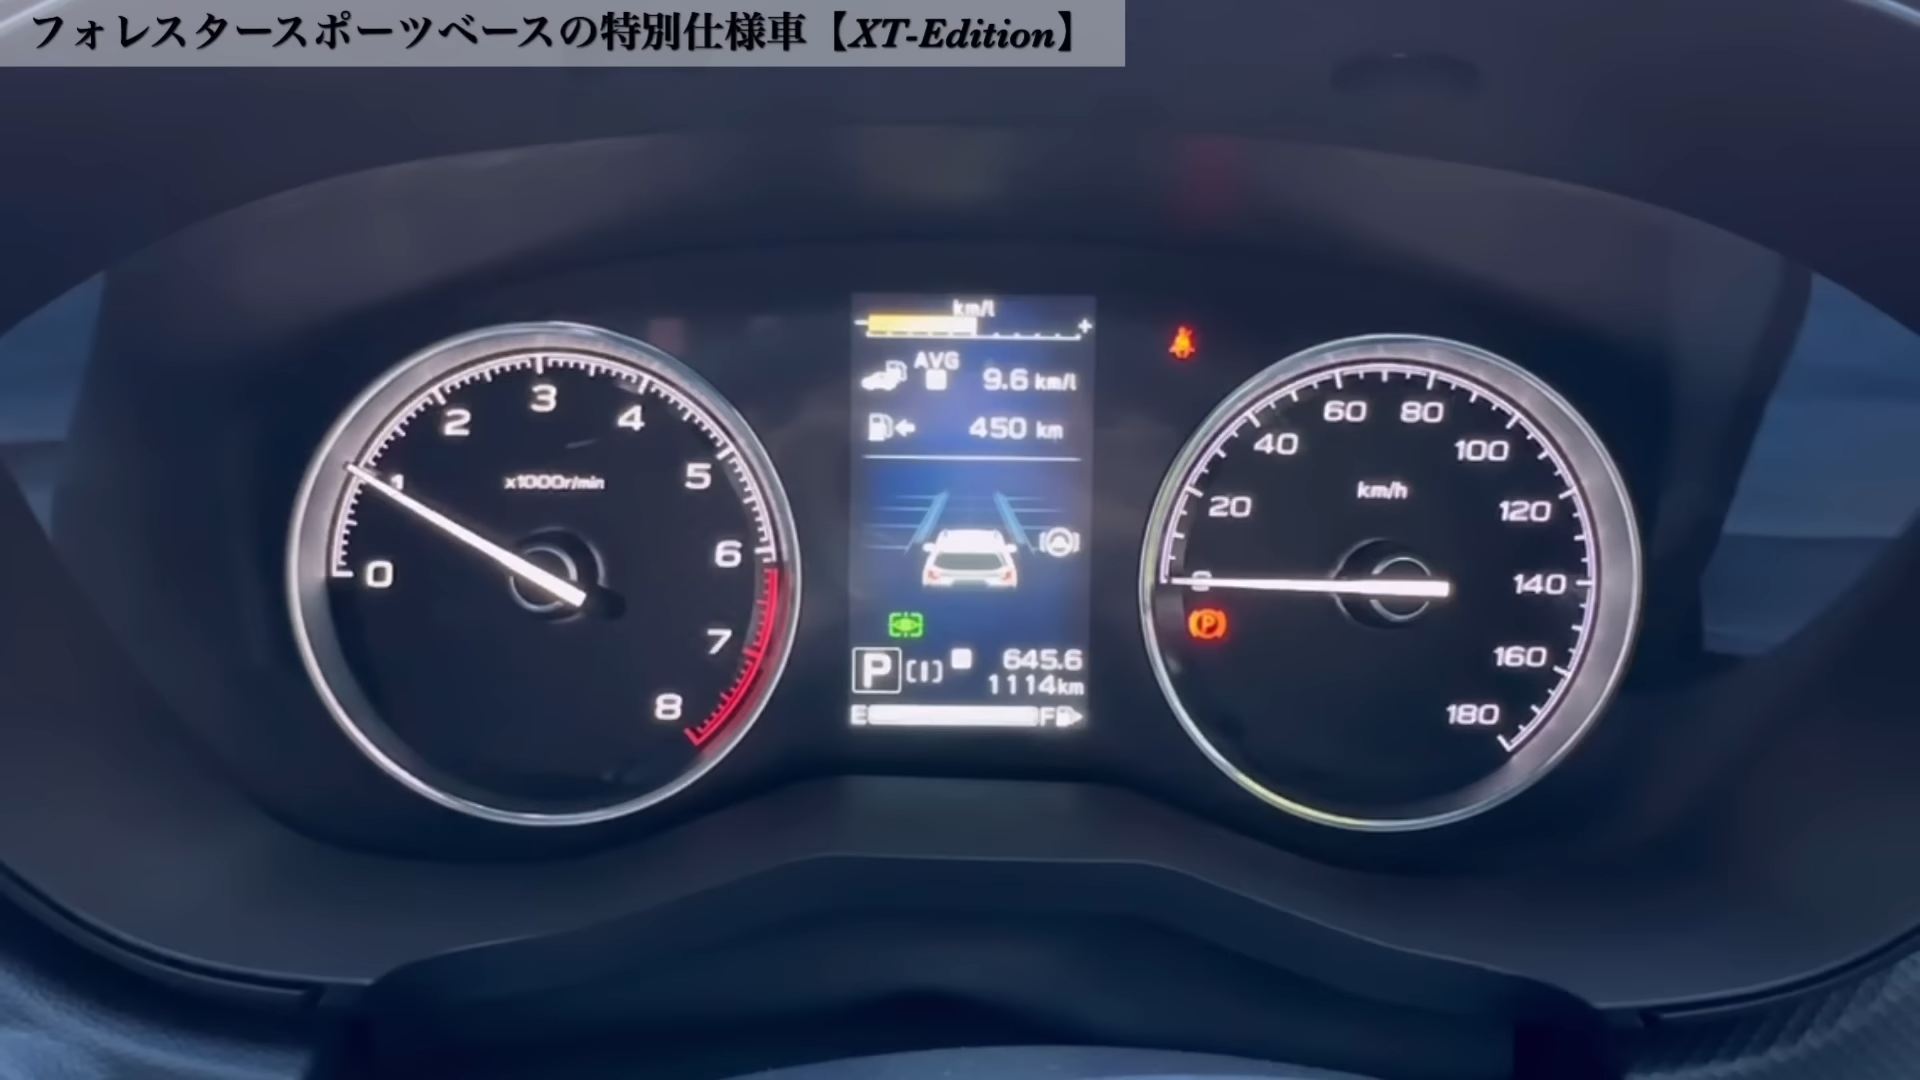 フォレスタースポーツベースの特別仕様車【XT-Edition】
km/l
- +
AVG
9.6 km/l
450 km
P
645.6
1114km
E F
0 1 2 3 4 5 6 7 8
x1000r/min
0 20 40 60 80 100 120 140 160 180
km/h
P